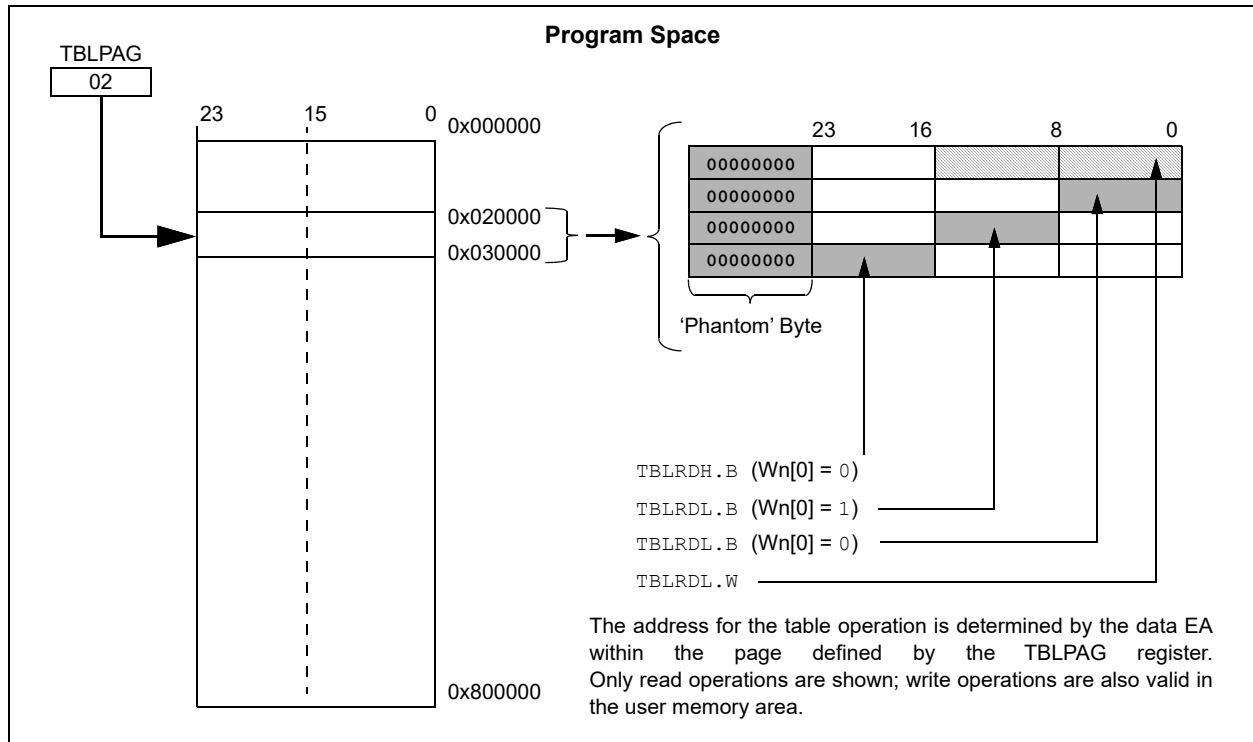 Program Space
TBLPAG
02
23 15 0
0x000000
0x020000
0x030000
0x800000
23 16 8 0
00000000
00000000
00000000
00000000
‘Phantom’ Byte
TBLRDH.B (Wn[0] = 0)
TBLRDL.B (Wn[0] = 1)
TBLRDL.B (Wn[0] = 0)
TBLRDL.W
The address for the table operation is determined by the data EA
within the page defined by the TBLPAG register.
Only read operations are shown; write operations are also valid in
the user memory area.